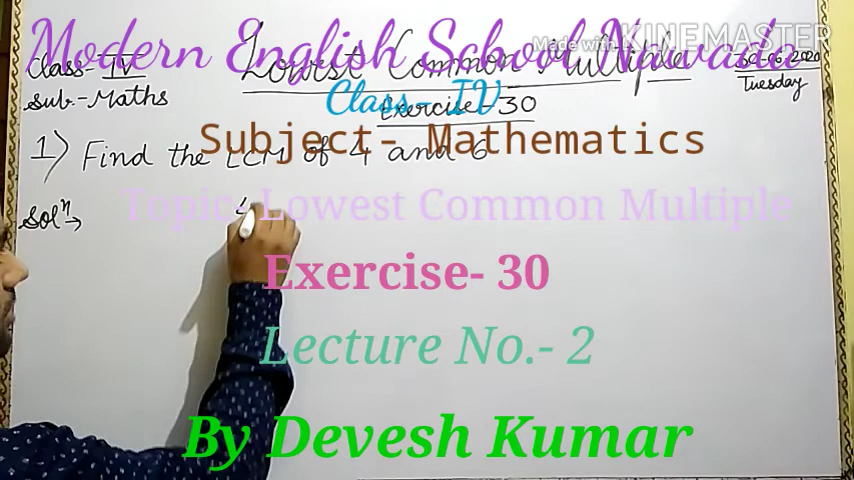 Modern English School Nawada
Made with KINEMASTER
Class- IV
Lowest Common Multiple
Tuesday
Sub.- Maths
Class- IV
Exercise- 30
Subject- Mathematics
1) Find the LCM of 4 and 6
Topic- Lowest Common Multiple
Solⁿ→
Exercise- 30
Lecture No.- 2
By Devesh Kumar